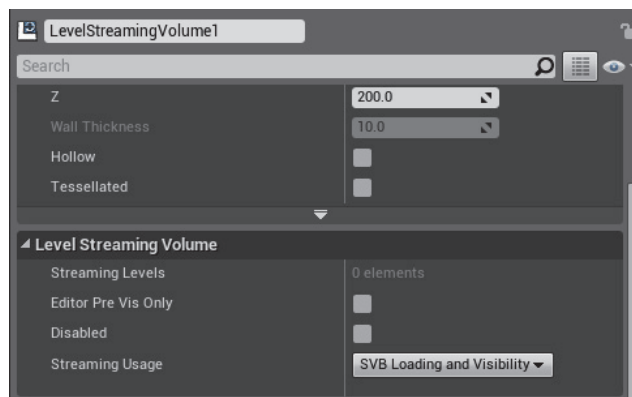 LevelStreamingVolume1
Search
Z 200.0
Wall Thickness 10.0
Hollow
Tessellated
Level Streaming Volume
Streaming Levels 0 elements
Editor Pre Vis Only
Disabled
Streaming Usage SVB Loading and Visibility